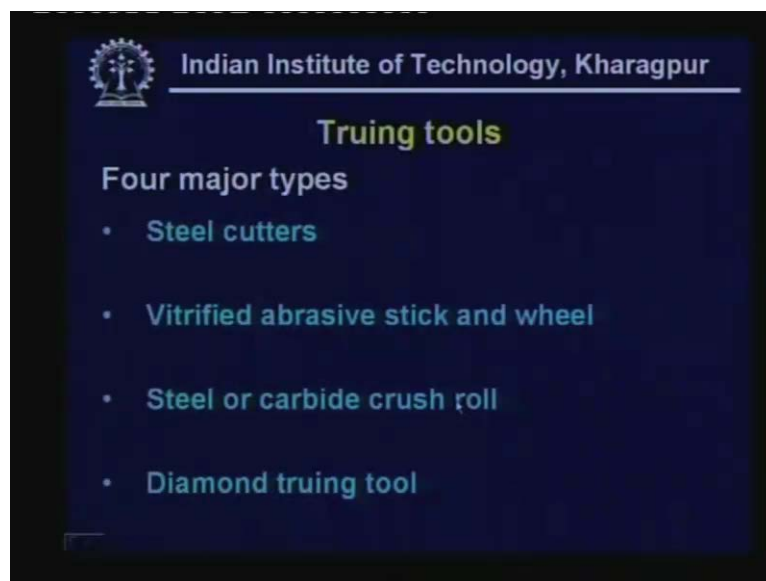 Indian Institute of Technology, Kharagpur
Truing tools
Four major types
• Steel cutters
• Vitrified abrasive stick and wheel
• Steel or carbide crush roll
• Diamond truing tool